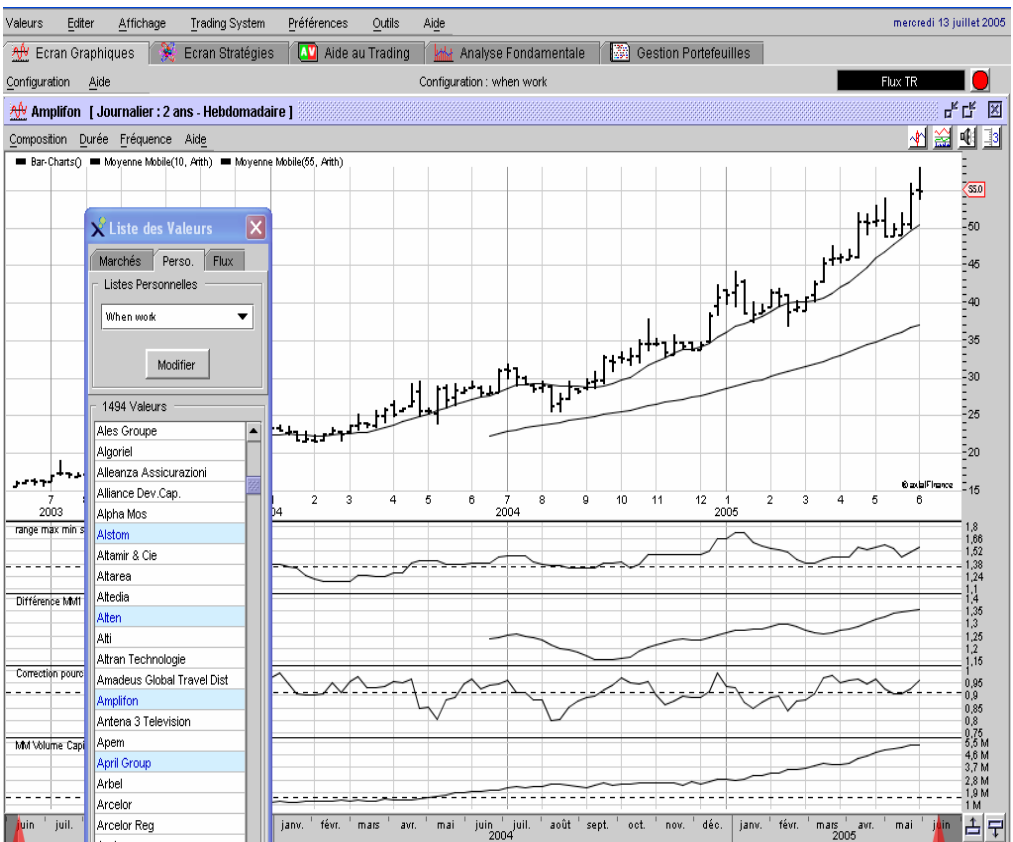 Valeurs Editer Affichage Trading System Préférences Outils Aide mercredi 13 juillet 2005
Ecran Graphiques Ecran Stratégies Aide au Trading Analyse Fondamentale Gestion Portefeuilles
Configuration Aide Configuration : when work Flux TR
Amplifon [ Journalier : 2 ans - Hebdomadaire ]
Composition Durée Fréquence Aide
Bar-Charts() Moyenne Mobile(10, Arith) Moyenne Mobile(55, Arith)
55.0
50
45
40
35
30
25
20
15
Liste des Valeurs
Marchés Perso. Flux
Listes Personnelles
When work
Modifier
1494 Valeurs
Ales Groupe
Algoriel
Alleanza Assicurazioni
Alliance Dev.Cap.
Alpha Mos
Alstom
Altamir & Cie
Altarea
Altedia
Alten
Alti
Altran Technologie
Amadeus Global Travel Dist
Amplifon
Antena 3 Television
Apem
April Group
Arbel
Arcelor
Arcelor Reg
© axialFinance
7 2 3 4 5 6 7 8 9 10 11 12 1 2 3 4 5 6
2003 04 2004 2005
range max min s
1,8
1,66
1,52
1,38
1,24
1,1
Différence MM1
1,4
1,35
1,3
1,25
1,2
1,15
Correction pourc
1
0,95
0,9
0,85
0,8
0,75
MM Volume Capi
5,5 M
4,6 M
3,7 M
2,8 M
1,9 M
1 M
juin juil. janv. févr. mars avr. mai juin juil. août sept. oct. nov. déc. janv. févr. mars avr. mai juin
2004 2005